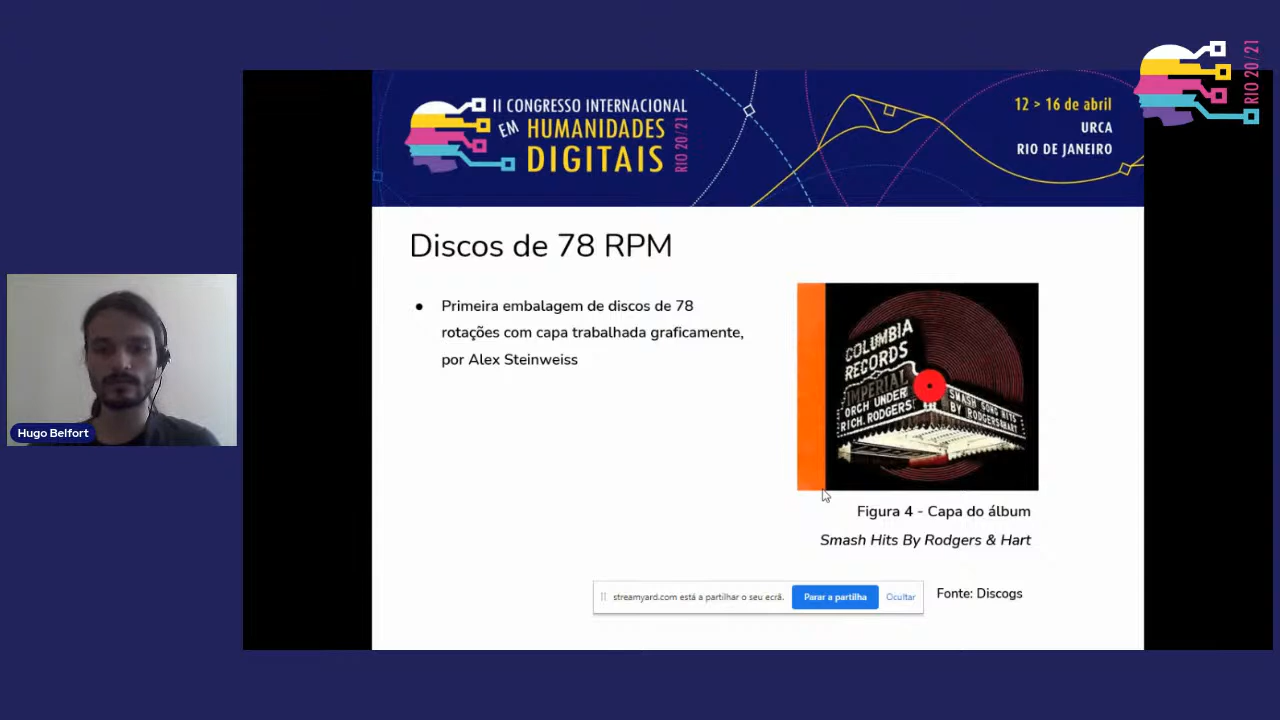 II CONGRESSO INTERNACIONAL
EM HUMANIDADES
DIGITAIS
RIO 20/21
12 > 16 de abril
URCA
RIO DE JANEIRO
RIO 20/21
Discos de 78 RPM
● Primeira embalagem de discos de 78
rotações com capa trabalhada graficamente,
por Alex Steinweiss
COLUMBIA
RECORDS
IMPERIAL
ORCH UNDER
RICH. RODGERS
SMASH SONG HITS
BY RODGERS & HART
Figura 4 - Capa do álbum
Smash Hits By Rodgers & Hart
Hugo Belfort
streamyard.com está a partilhar o seu ecrã.
Parar a partilha
Ocultar
Fonte: Discogs